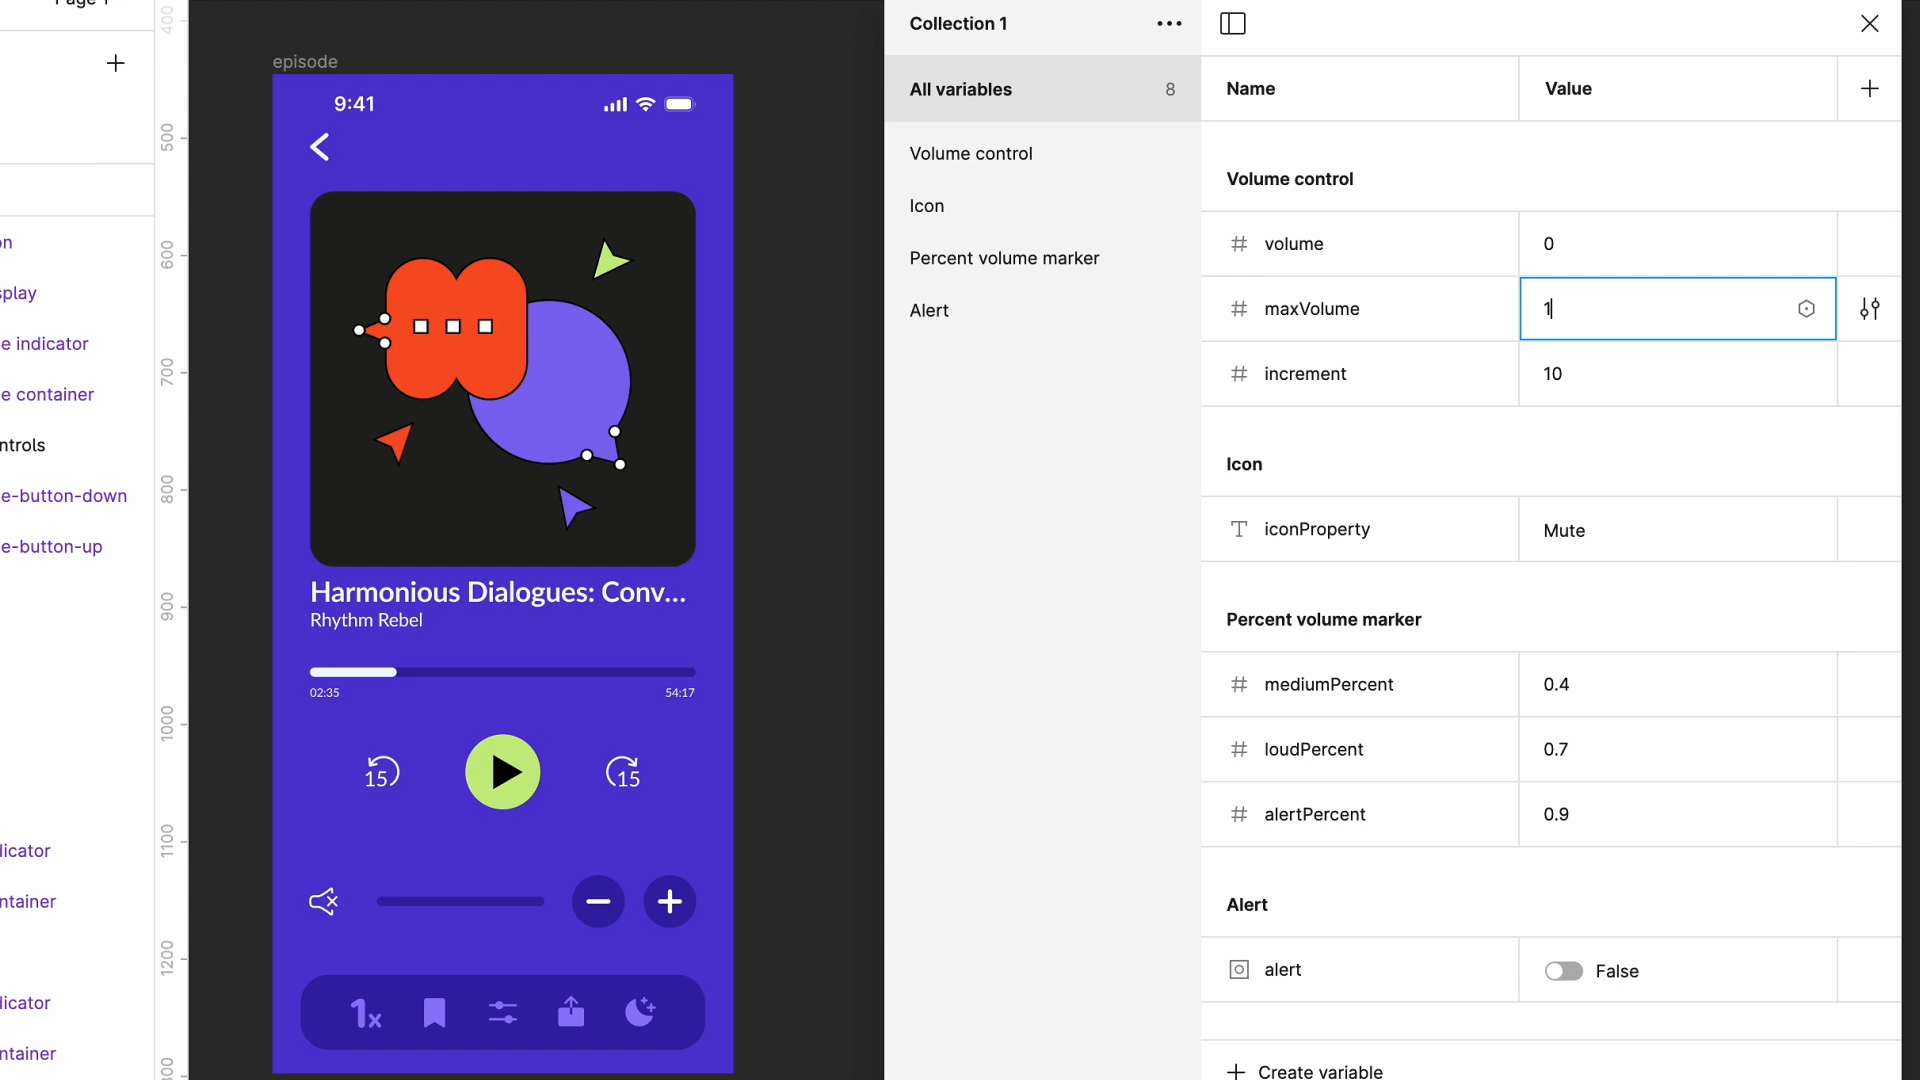 Page 1
on
splay
e indicator
e container
ntrols
e-button-down
e-button-up
dicator
ntainer
dicator
ntainer
400
500
600
700
800
900
1000
1100
1200
episode
9:41
Harmonious Dialogues: Conv...
Rhythm Rebel
02:35
54:17
15
15
1x
Collection 1
All variables
8
Volume control
Icon
Percent volume marker
Alert
Name
Value
Volume control
volume
0
maxVolume
1
increment
10
Icon
iconProperty
Mute
Percent volume marker
mediumPercent
0.4
loudPercent
0.7
alertPercent
0.9
Alert
alert
False
Create variable